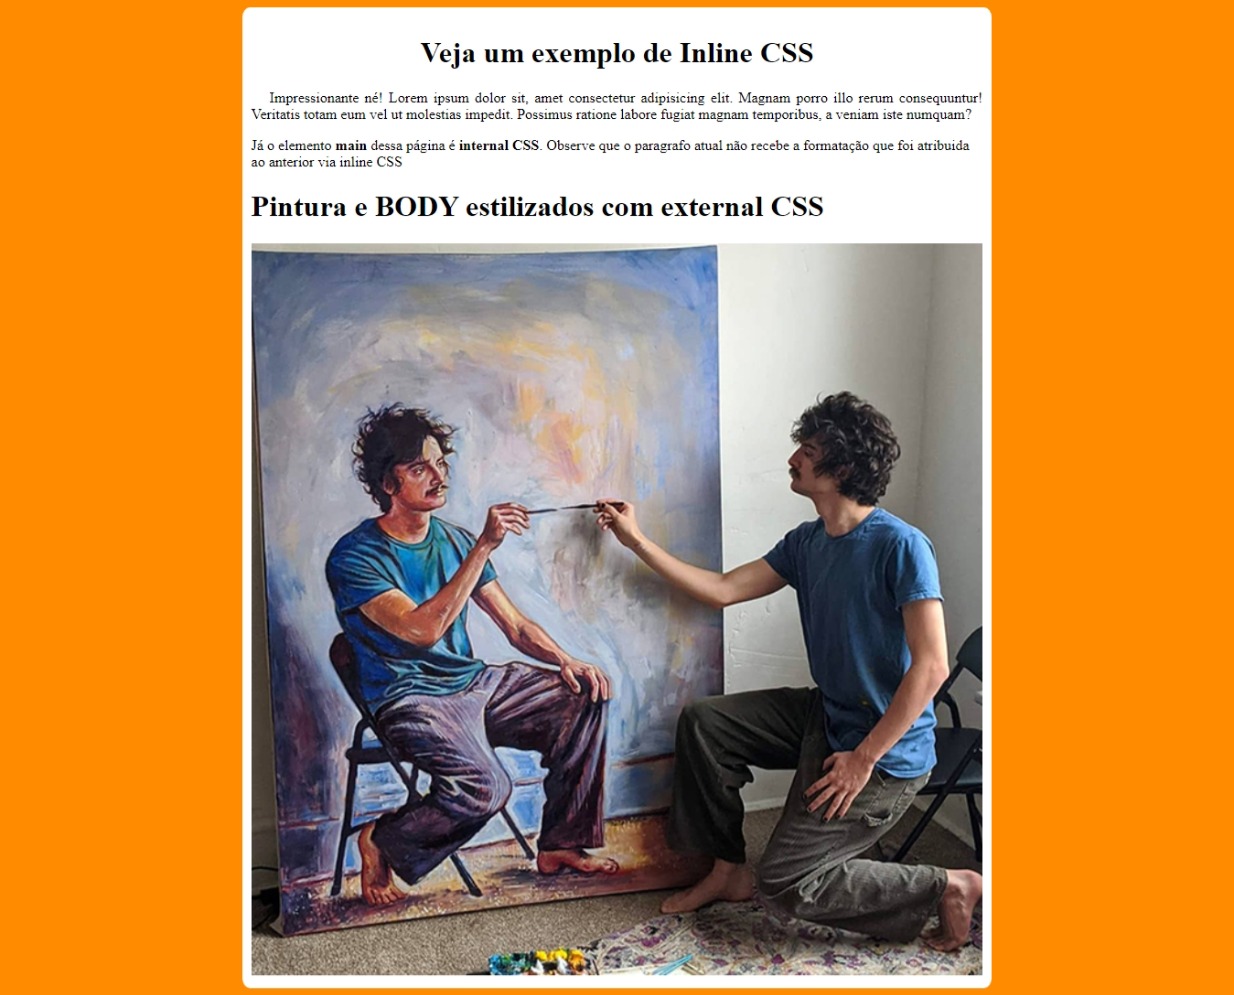 Veja um exemplo de Inline CSS
Impressionante né! Lorem ipsum dolor sit, amet consectetur adipisicing elit. Magnam porro illo rerum consequuntur!
Veritatis totam eum vel ut molestias impedit. Possimus ratione labore fugiat magnam temporibus, a veniam iste numquam?
Já o elemento main dessa página é internal CSS. Observe que o paragrafo atual não recebe a formatação que foi atribuida
ao anterior via inline CSS
Pintura e BODY estilizados com external CSS